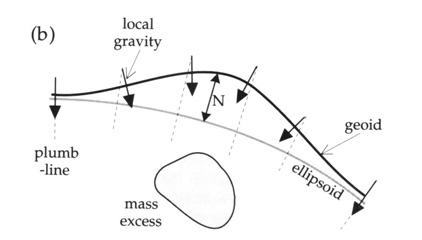 (b)
local
gravity
N
geoid
plumb
-line
ellipsoid
mass
excess